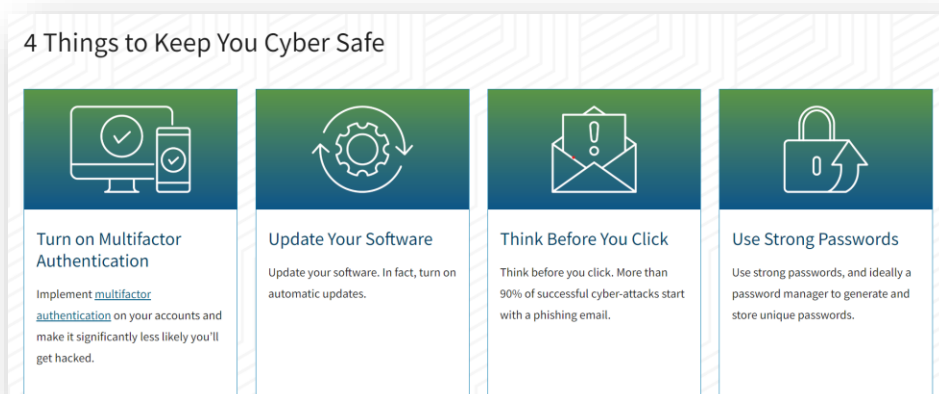 4 Things to Keep You Cyber Safe
Turn on Multifactor
Authentication
Implement multifactor
authentication on your accounts and
make it significantly less likely you'll
get hacked.
Update Your Software
Update your software. In fact, turn on
automatic updates.
Think Before You Click
Think before you click. More than
90% of successful cyber-attacks start
with a phishing email.
Use Strong Passwords
Use strong passwords, and ideally a
password manager to generate and
store unique passwords.